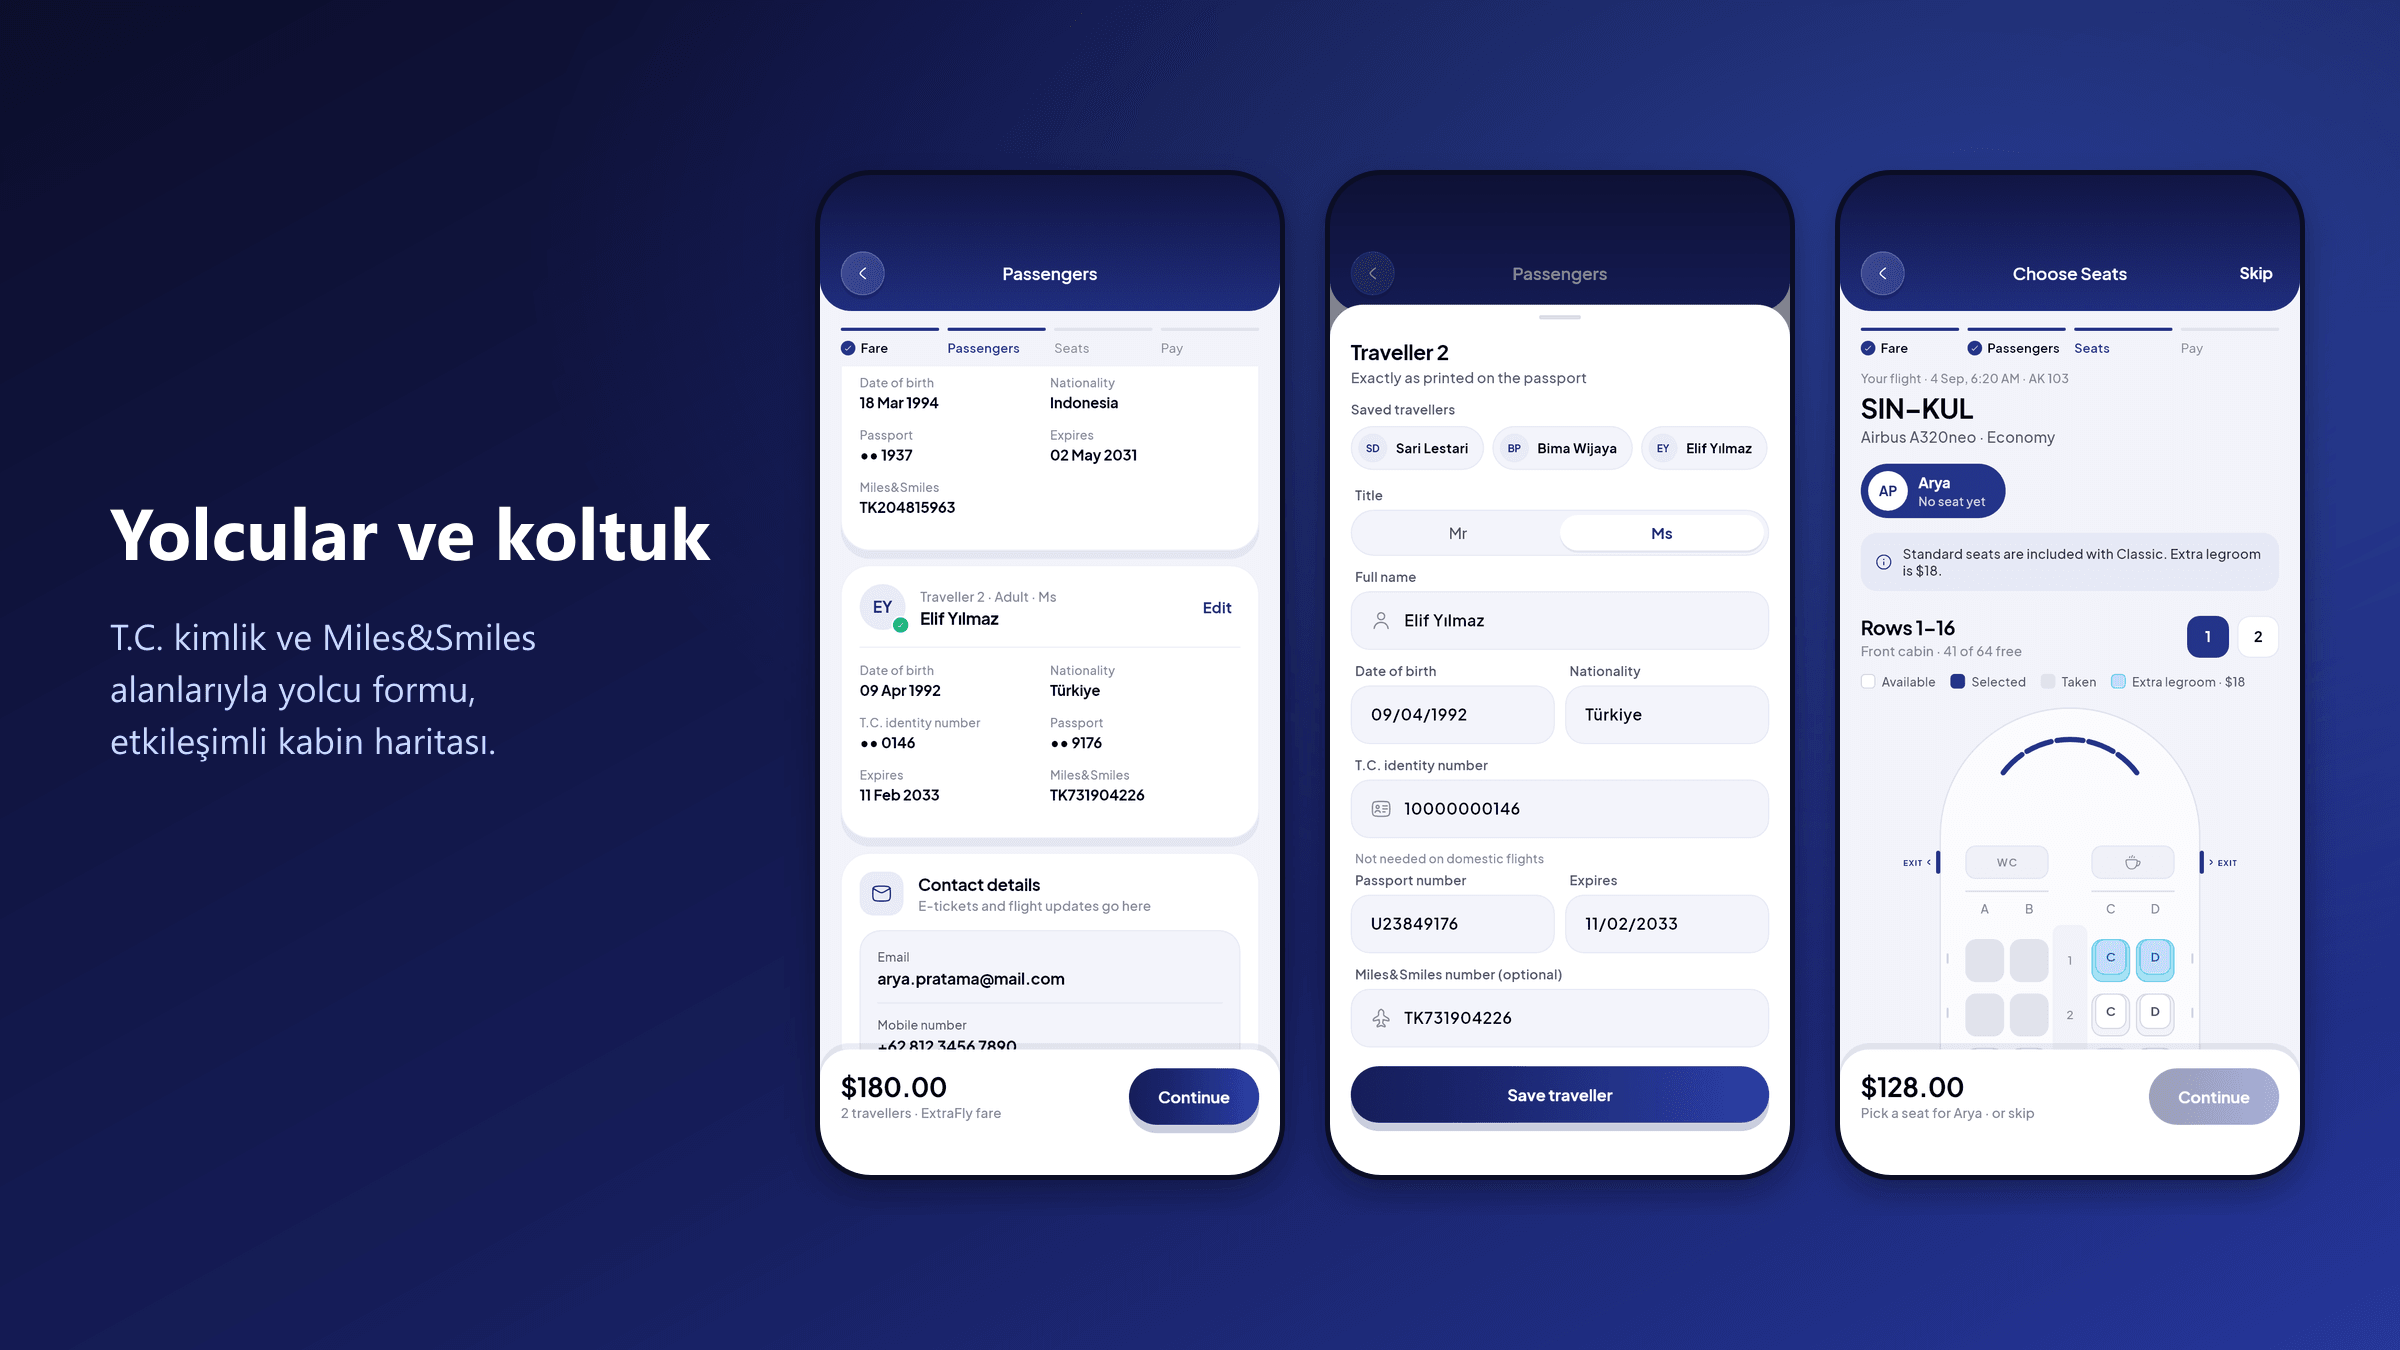 Yolcular ve koltuk
T.C. kimlik ve Miles&Smiles
alanlarıyla yolcu formu,
etkileşimli kabin haritası.
Passengers
Fare
Passengers
Seats
Pay
Date of birth
Nationality
18 Mar 1994
Indonesia
Passport
Expires
•• 1937
02 May 2031
Miles&Smiles
TK204815963
EY
Traveller 2 · Adult · Ms
Elif Yılmaz
Edit
Date of birth
Nationality
09 Apr 1992
Türkiye
T.C. identity number
Passport
•• 0146
•• 9176
Expires
Miles&Smiles
11 Feb 2033
TK731904226
Contact details
E-tickets and flight updates go here
Email
arya.pratama@mail.com
Mobile number
+62 812 3456 7890
$180.00
2 travellers · ExtraFly fare
Continue
Passengers
Traveller 2
Exactly as printed on the passport
Saved travellers
SD Sari Lestari
BP Bima Wijaya
EY Elif Yılmaz
Title
Mr
Ms
Full name
Elif Yılmaz
Date of birth
Nationality
09/04/1992
Türkiye
T.C. identity number
10000000146
Not needed on domestic flights
Passport number
Expires
U23849176
11/02/2033
Miles&Smiles number (optional)
TK731904226
Save traveller
Choose Seats
Skip
Fare
Passengers
Seats
Pay
Your flight · 4 Sep, 6:20 AM · AK 103
SIN–KUL
Airbus A320neo · Economy
AP
Arya
No seat yet
Standard seats are included with Classic. Extra legroom
is $18.
Rows 1–16
Front cabin · 41 of 64 free
1
2
Available
Selected
Taken
Extra legroom · $18
EXIT
WC
EXIT
A
B
C
D
1
C
D
2
C
D
$128.00
Pick a seat for Arya · or skip
Continue